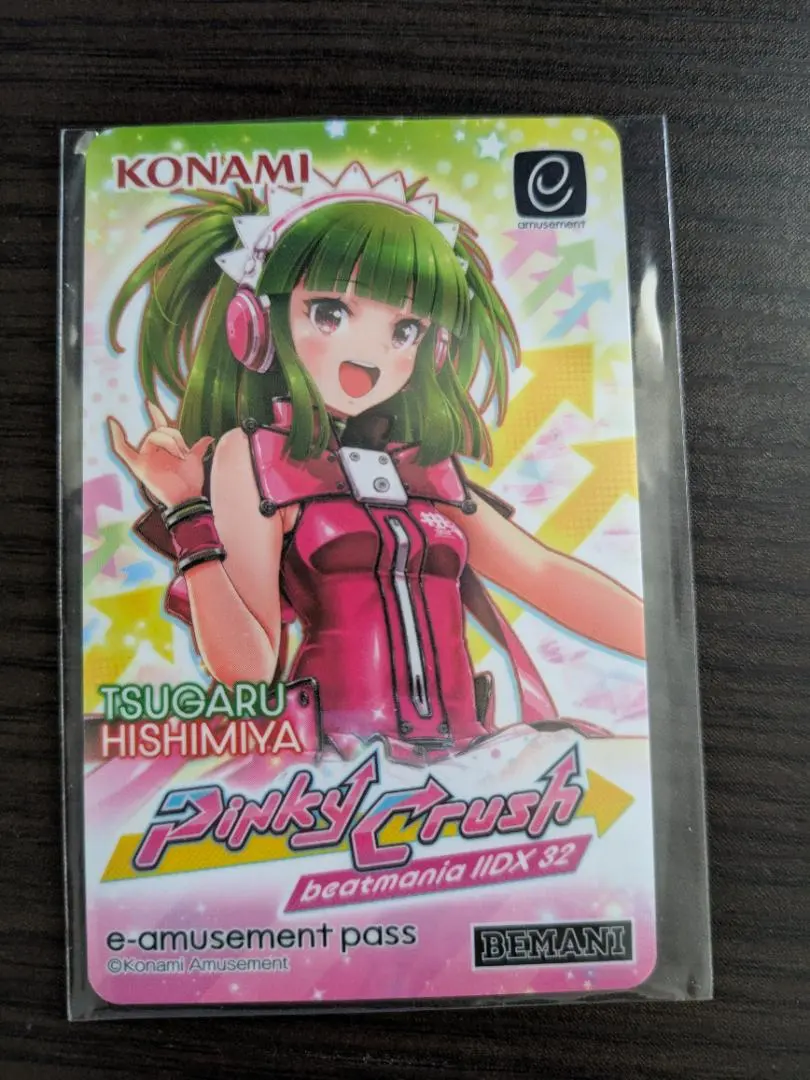 KONAMI
e
amusement
TSUGARU
HISHIMIYA
Pinky Crush
beatmania IIDX 32
e-amusement pass
©Konami Amusement
BEMANI